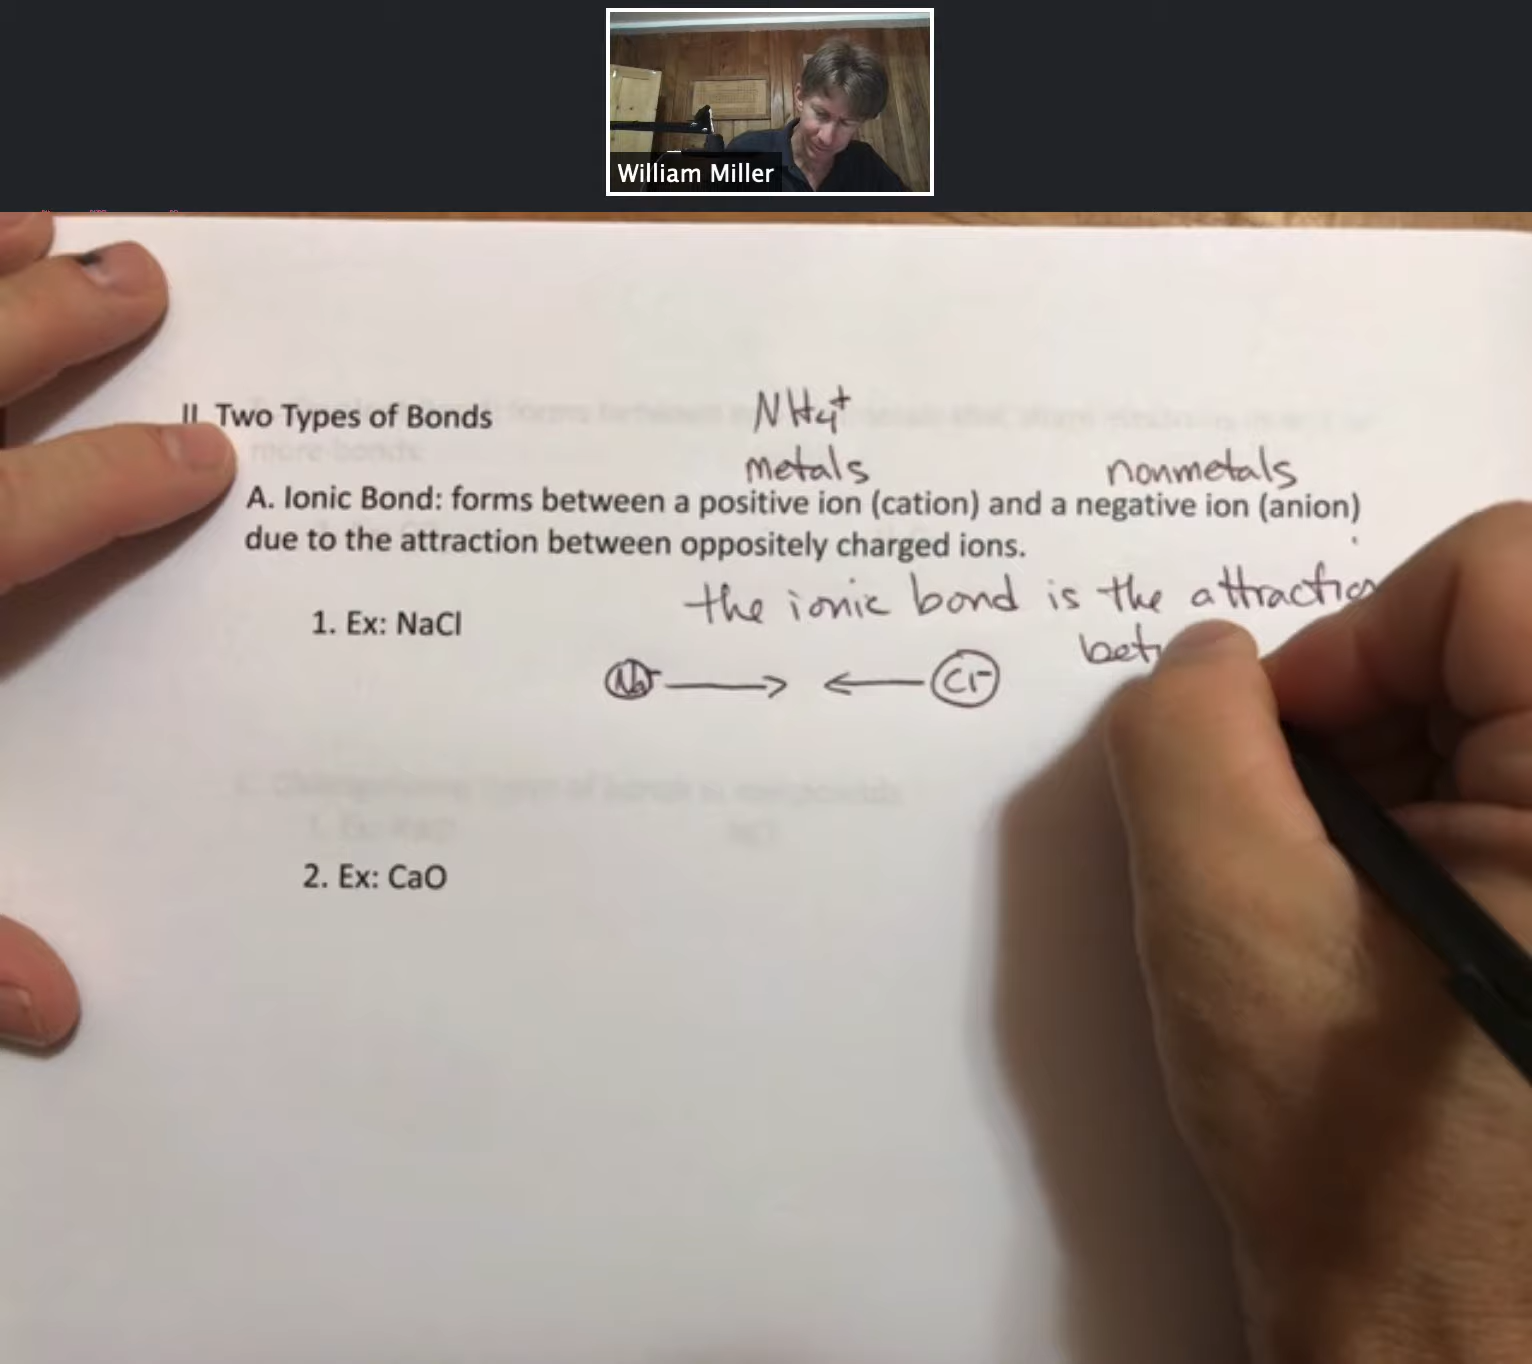 William Miller
II. Two Types of Bonds
NH4+
metals
nonmetals
A. Ionic Bond: forms between a positive ion (cation) and a negative ion (anion)
due to the attraction between oppositely charged ions.
the ionic bond is the
1. Ex: NaCl
Na+ Cl-
2. Ex: CaO